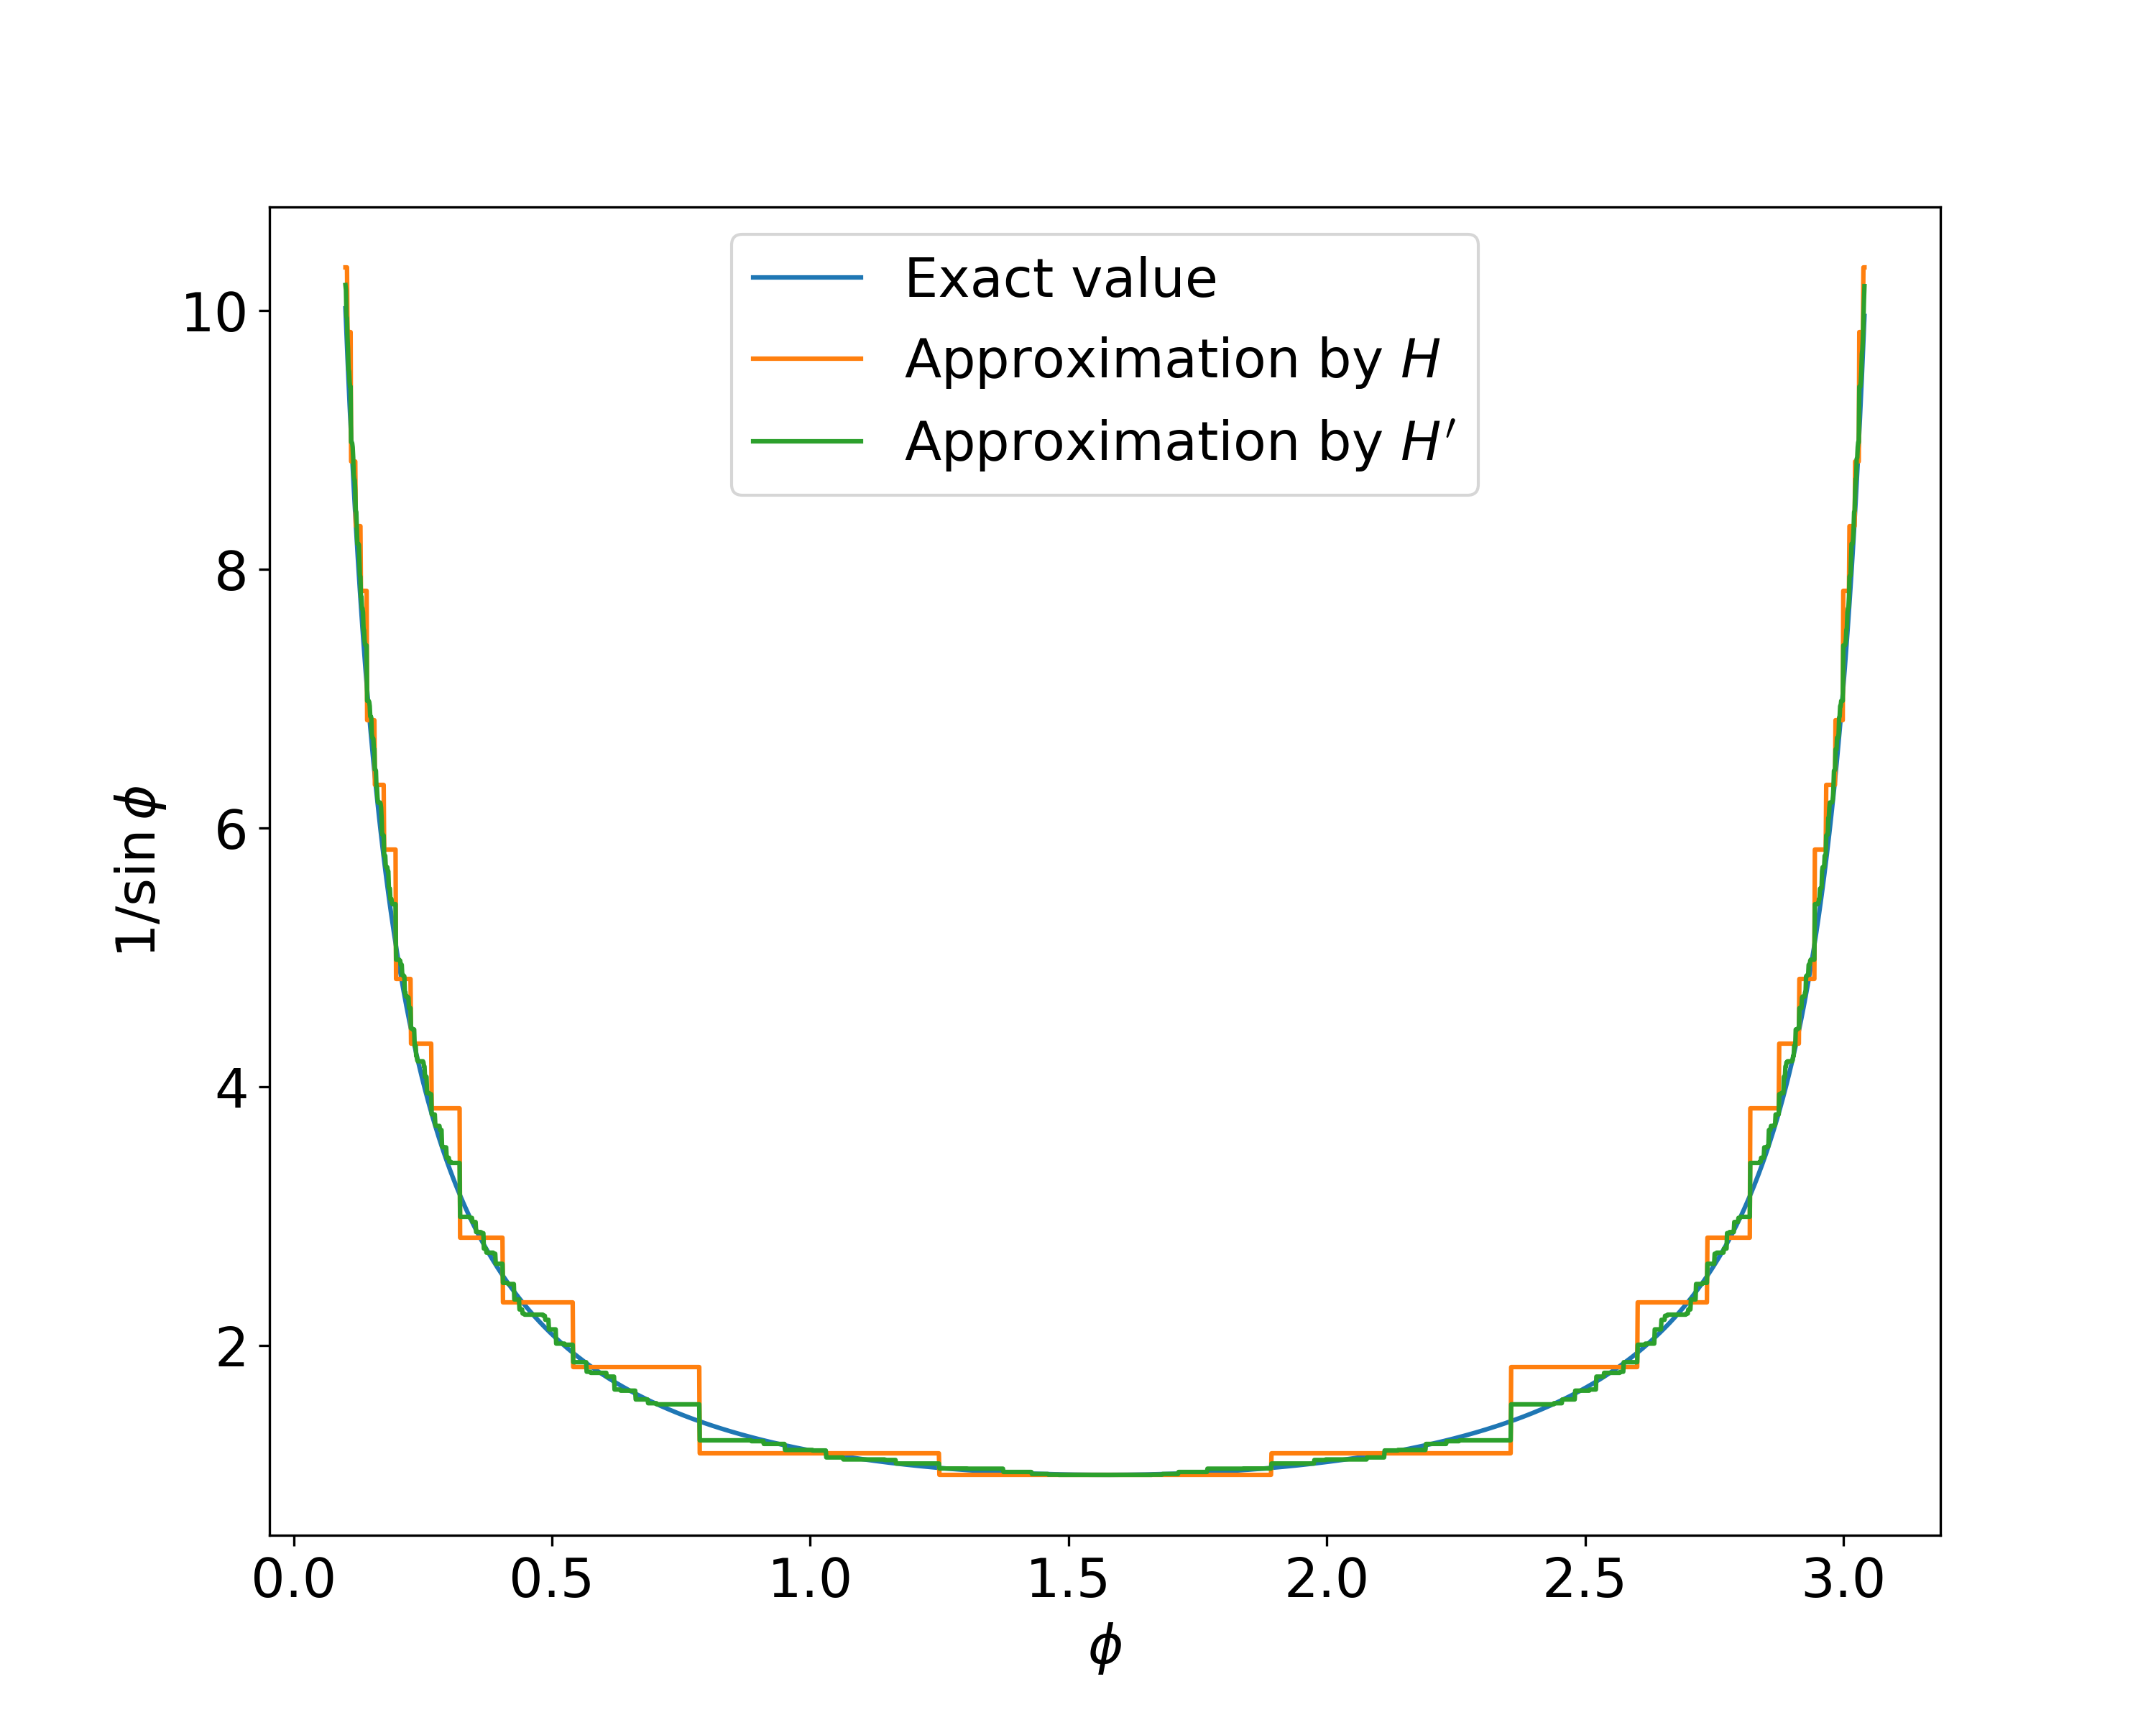 Exact value
Approximation by H
Approximation by H′
10
8
6
4
2
1/sin ϕ
0.0 0.5 1.0 1.5 2.0 2.5 3.0
ϕ